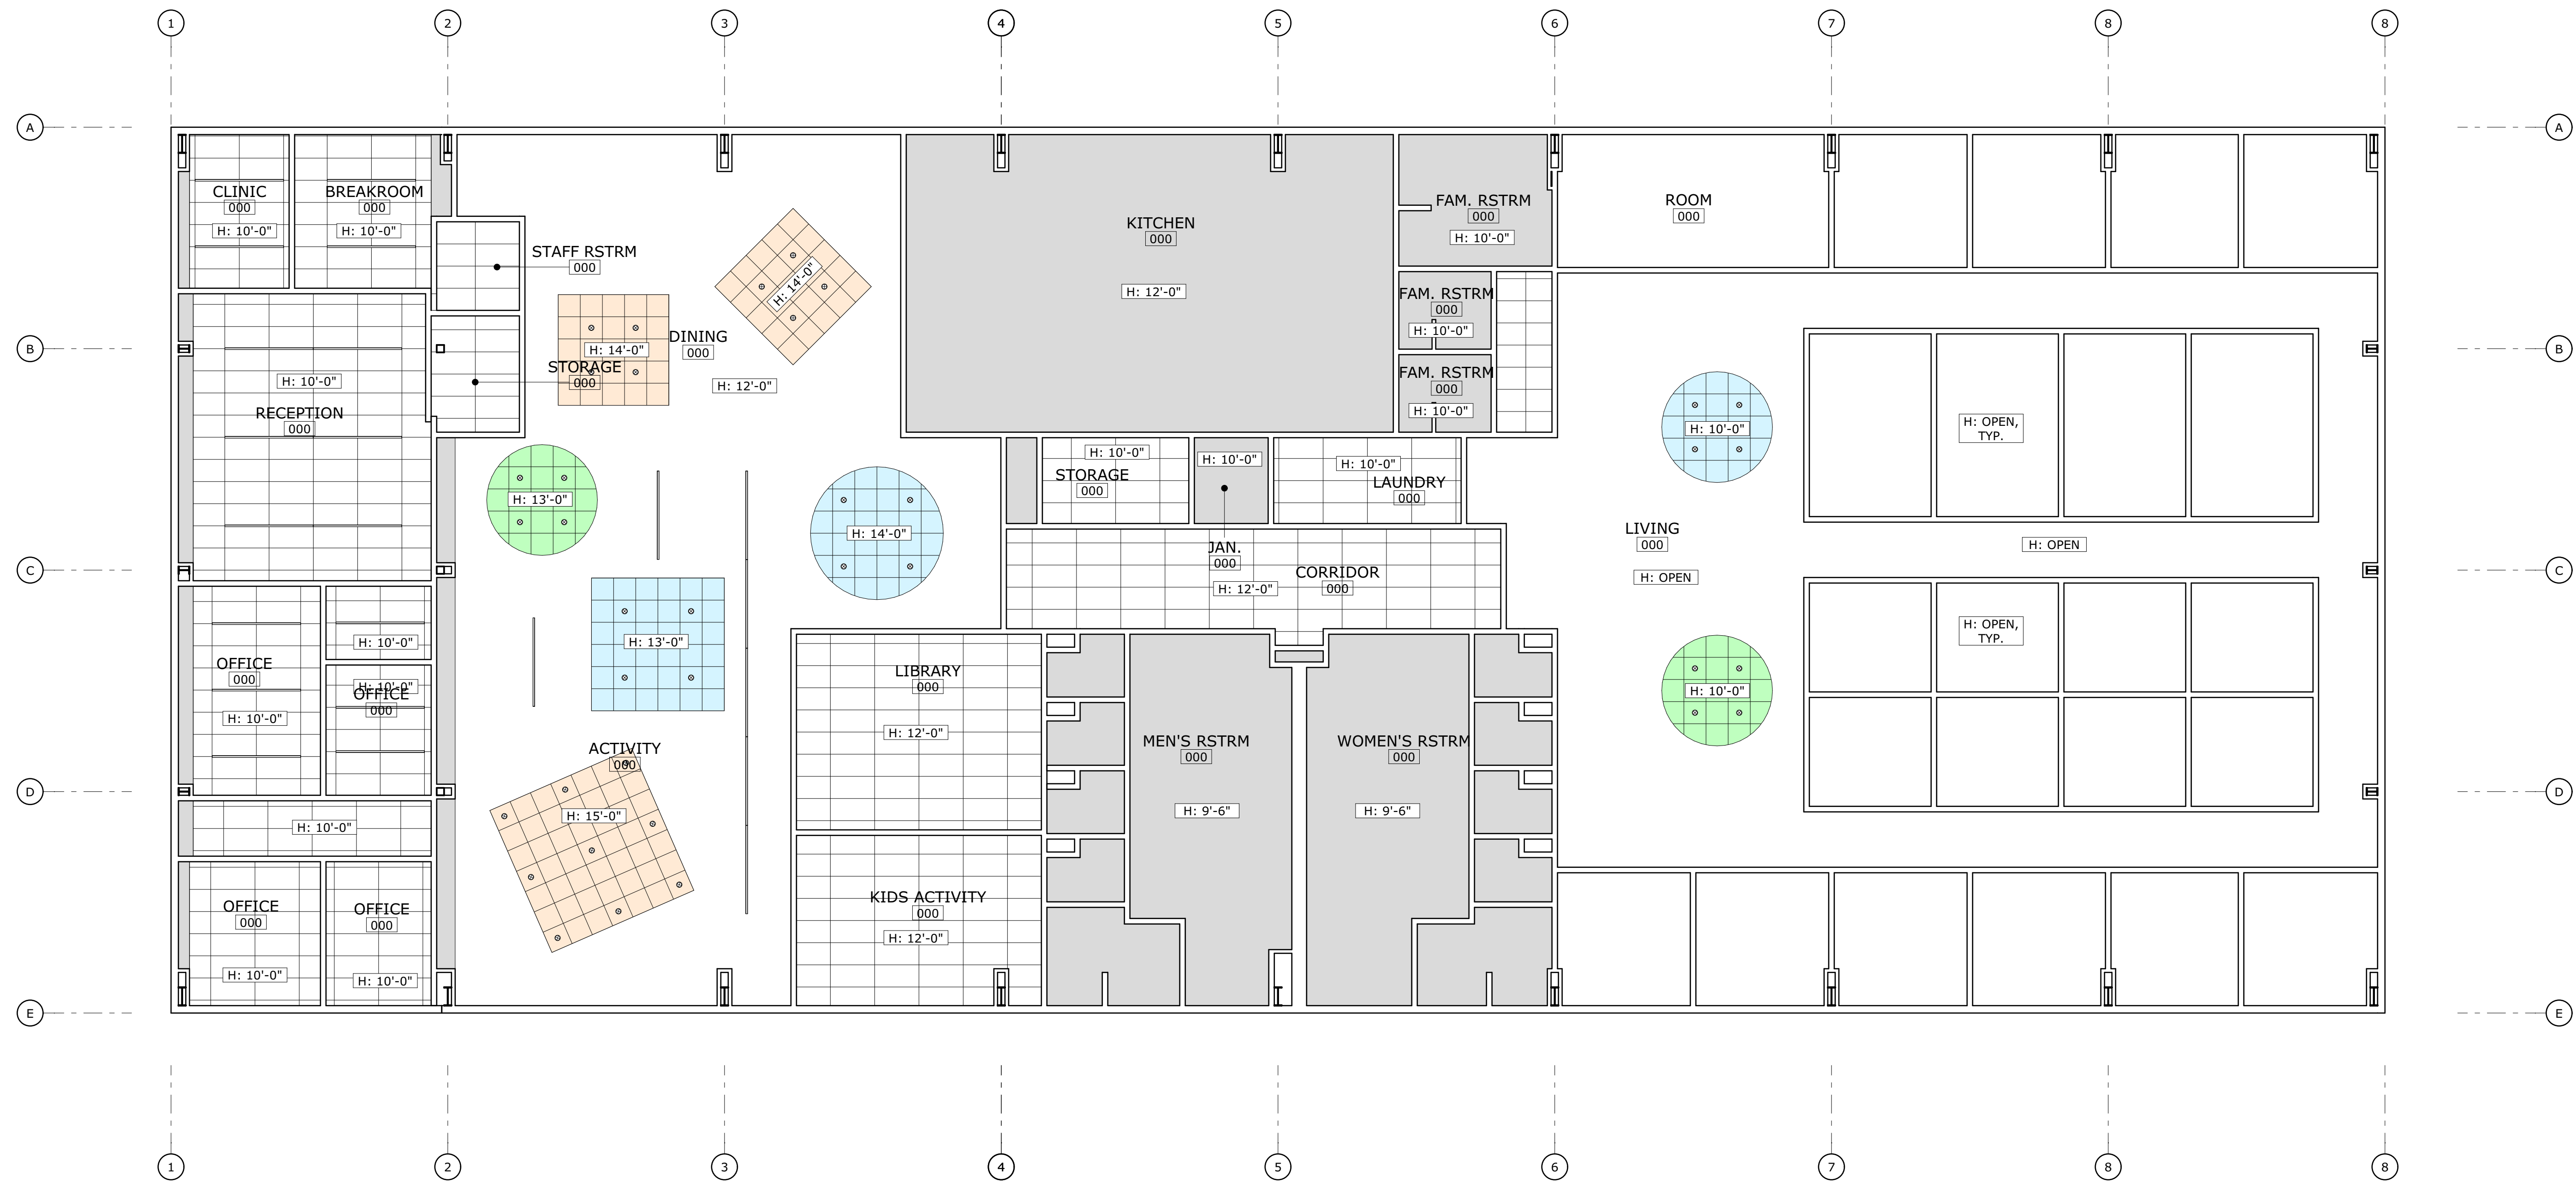 1 2 3 4 5 6 7 8 8
A A
CLINIC
000
H: 10'-0"
BREAKROOM
000
H: 10'-0"
STAFF RSTRM
000
H: 14'-0"
KITCHEN
000
H: 12'-0"
FAM. RSTRM
000
H: 10'-0"
ROOM
000
FAM. RSTRM
000
H: 10'-0"
B B
H: 14'-0"
DINING
000
H: 12'-0"
STORAGE
000
FAM. RSTRM
000
H: 10'-0"
H: 10'-0"
RECEPTION
000
H: 10'-0"
H: OPEN,
TYP.
H: 13'-0"
H: 14'-0"
H: 10'-0"
STORAGE
000
H: 10'-0"
JAN.
000
H: 10'-0"
LAUNDRY
000
LIVING
000
H: OPEN
H: OPEN
C C
CORRIDOR
000
H: 12'-0"
H: 10'-0"
H: 13'-0"
H: OPEN,
TYP.
OFFICE
000
H: 10'-0"
H: 10'-0"
OFFICE
000
LIBRARY
000
H: 12'-0"
H: 10'-0"
ACTIVITY
000
H: 15'-0"
MEN'S RSTRM
000
H: 9'-6"
WOMEN'S RSTRM
000
H: 9'-6"
D D
H: 10'-0"
OFFICE
000
H: 10'-0"
OFFICE
000
H: 10'-0"
KIDS ACTIVITY
000
H: 12'-0"
E E
1 2 3 4 5 6 7 8 8